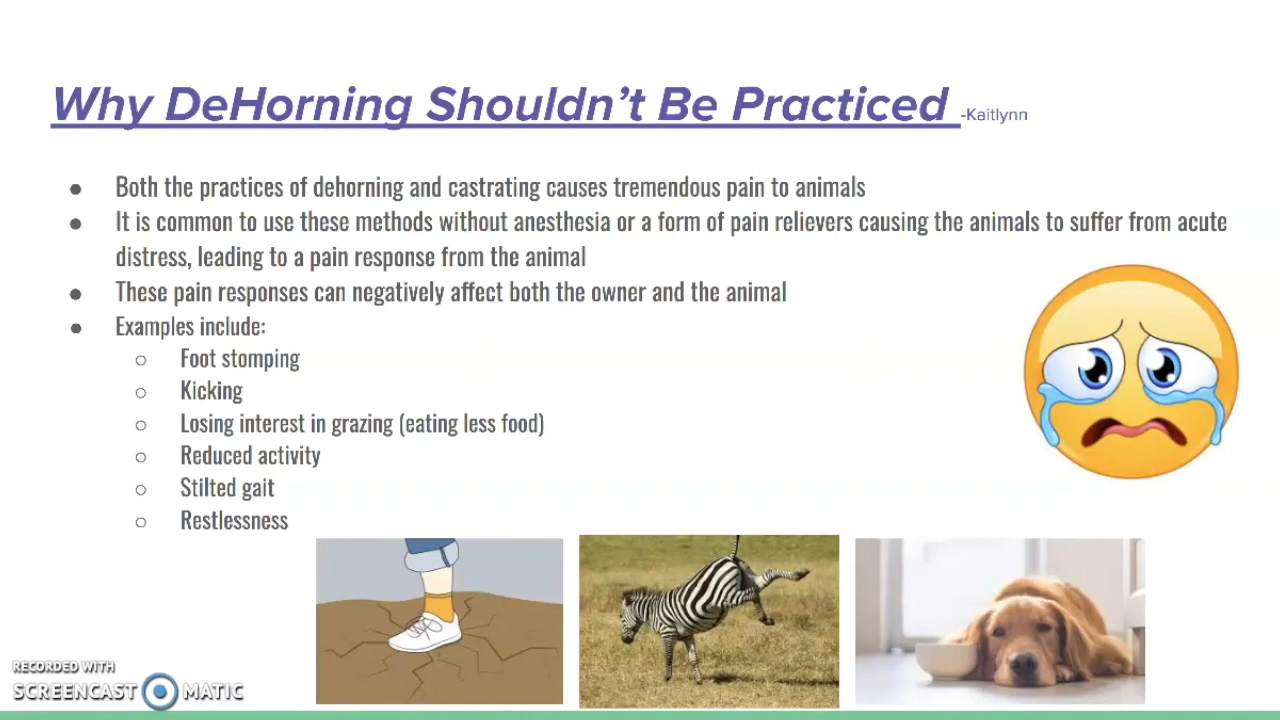 Why DeHorning Shouldn't Be Practiced -Kaitlynn
● Both the practices of dehorning and castrating causes tremendous pain to animals
● It is common to use these methods without anesthesia or a form of pain relievers causing the animals to suffer from acute
distress, leading to a pain response from the animal
● These pain responses can negatively affect both the owner and the animal
● Examples include:
○ Foot stomping
○ Kicking
○ Losing interest in grazing (eating less food)
○ Reduced activity
○ Stilted gait
○ Restlessness
RECORDED WITH
SCREENCAST MATIC